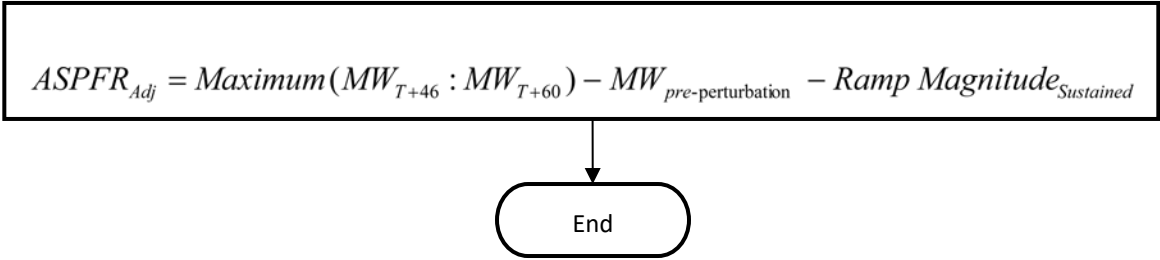 ASPFR_Adj = Maximum(MW_T+46 : MW_T+60) − MW_pre-perturbation − Ramp Magnitude_Sustained
End